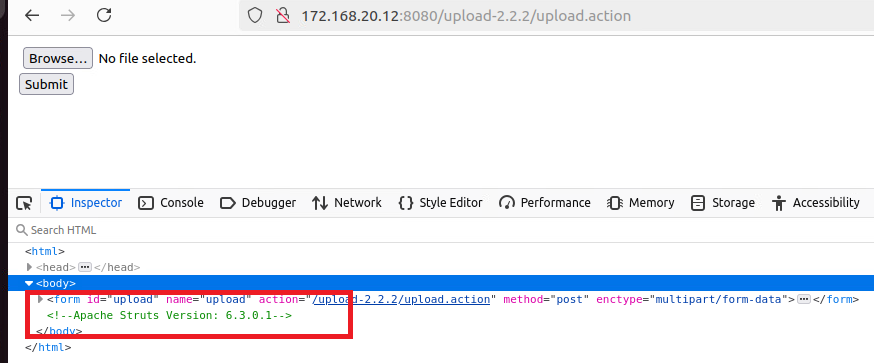 172.168.20.12:8080/upload-2.2.2/upload.action
Browse... No file selected.
Submit
Inspector Console Debugger Network Style Editor Performance Memory Storage Accessibility
Search HTML
<html>
<head> ••• </head>
<body>
<form id="upload" name="upload" action="/upload-2.2.2/upload.action" method="post" enctype="multipart/form-data"> ••• </form>
<!--Apache Struts Version: 6.3.0.1-->
</body>
</html>